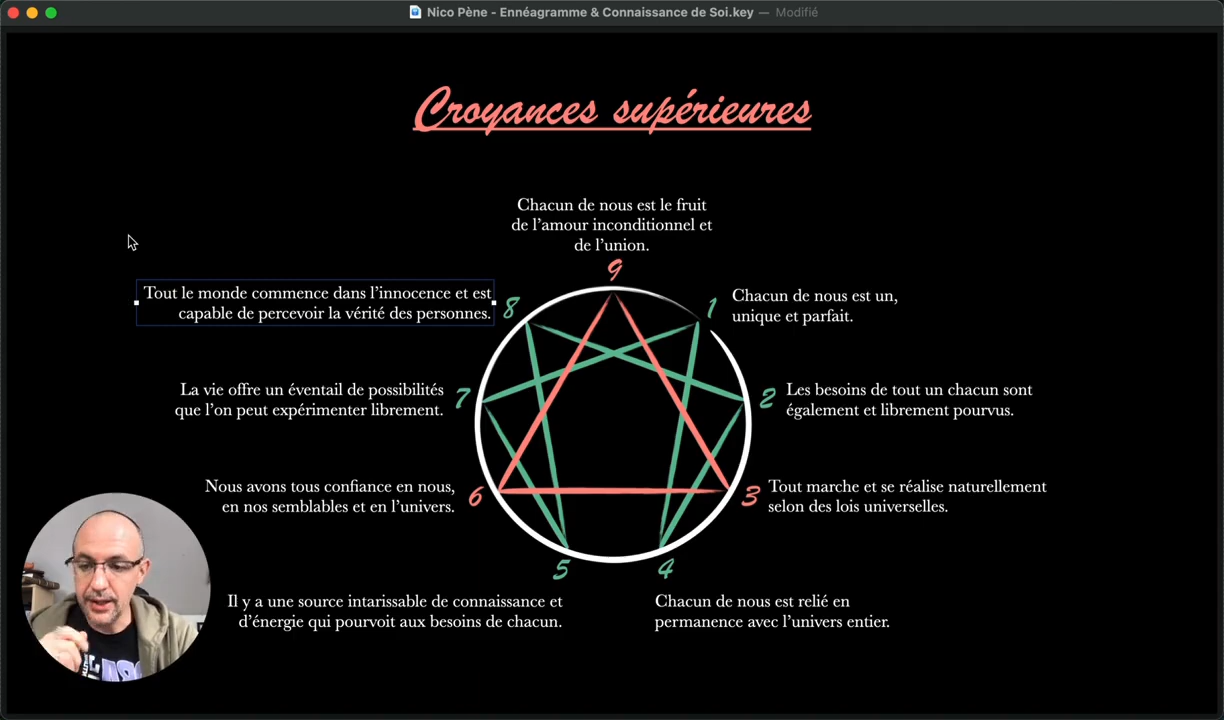 Nico Pène - Ennéagramme & Connaissance de Soi.key — Modifié
Croyances supérieures
Chacun de nous est le fruit
de l’amour inconditionnel et
de l’union.
9
Tout le monde commence dans l’innocence et est
capable de percevoir la vérité des personnes.
8
1
Chacun de nous est un,
unique et parfait.
La vie offre un éventail de possibilités
que l’on peut expérimenter librement.
7
2
Les besoins de tout un chacun sont
également et librement pourvus.
Nous avons tous confiance en nous,
en nos semblables et en l’univers.
6
3
Tout marche et se réalise naturellement
selon des lois universelles.
5
4
Il y a une source intarissable de connaissance et
d’énergie qui pourvoit aux besoins de chacun.
Chacun de nous est relié en
permanence avec l’univers entier.